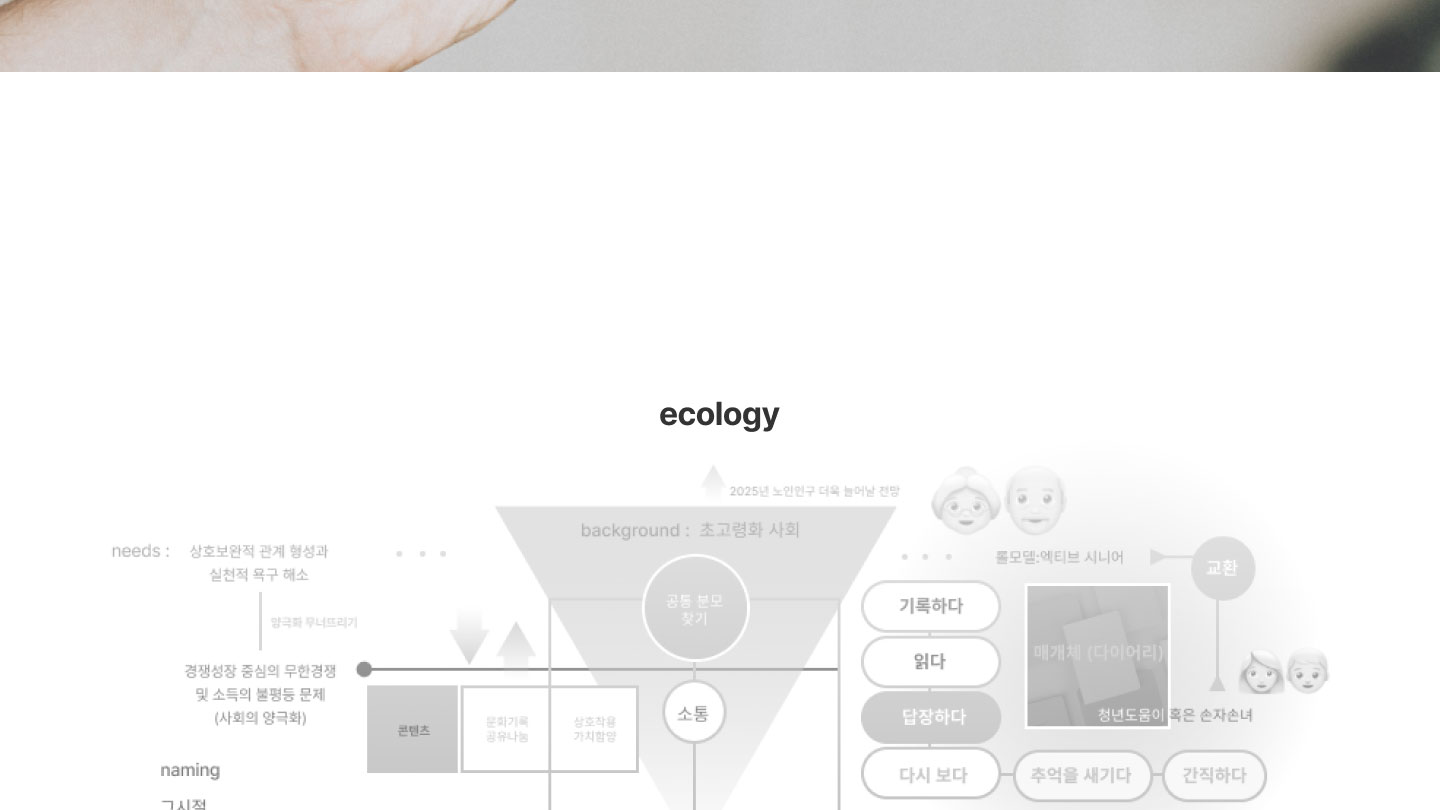 ecology
2025년 노인인구 더욱 늘어날 전망
background : 초고령화 사회
needs :
상호보완적 관계 형성과
실천적 욕구 해소
양극화 무너뜨리기
경쟁성장 중심의 무한경쟁
및 소득의 불평등 문제
(사회의 양극화)
콘텐츠
문화기록
공유나눔
상호작용
가치함양
공통 분모
찾기
소통
롤모델:엑티브 시니어
교환
기록하다
읽다
답장하다
다시 보다
추억을 새기다
간직하다
매개체 (다이어리)
청년도움이 혹은 손자손녀
naming
그시절